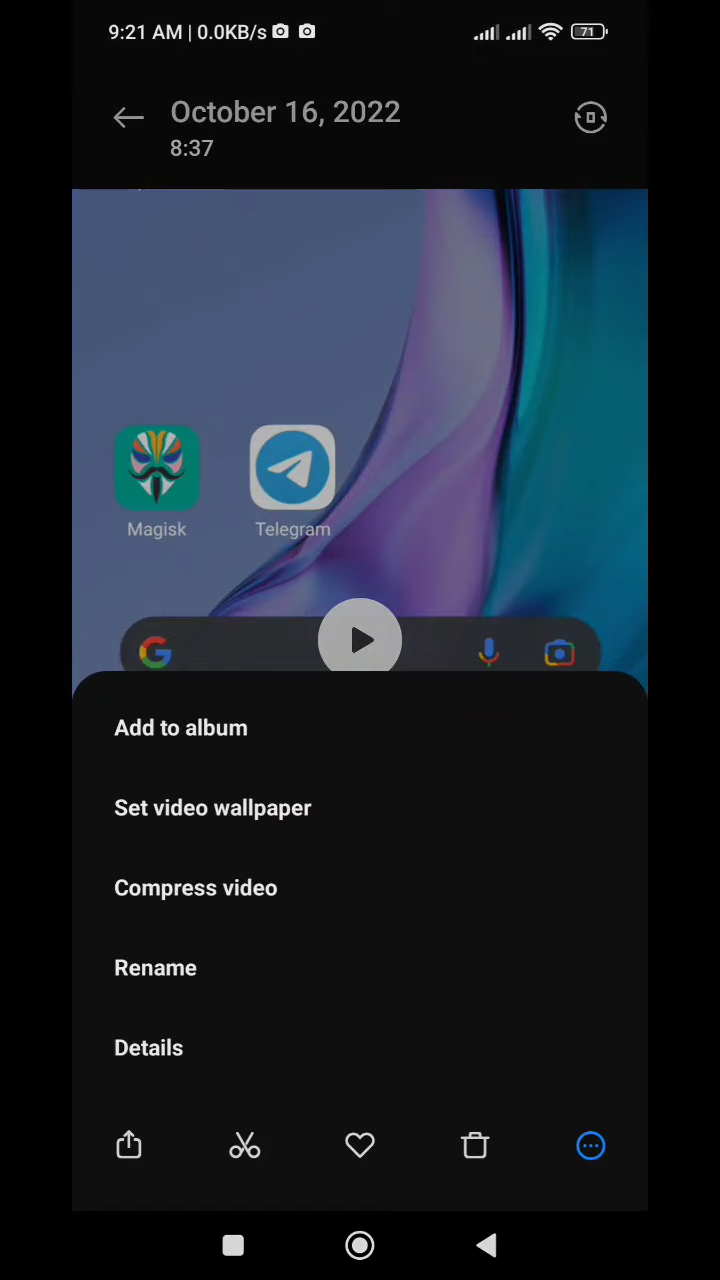 9:21 AM | 0.0KB/s 71
October 16, 2022
8:37
Magisk Telegram
Add to album
Set video wallpaper
Compress video
Rename
Details